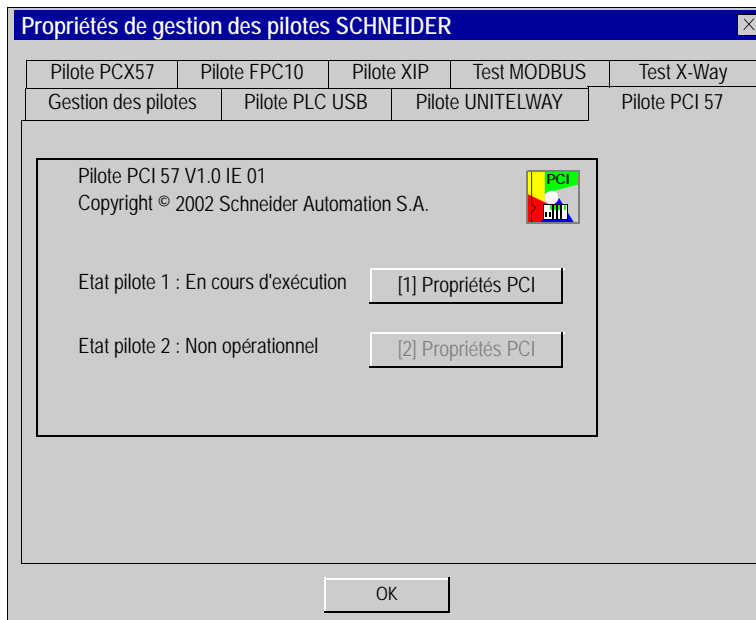 Propriétés de gestion des pilotes SCHNEIDER
Pilote PCX57 Pilote FPC10 Pilote XIP Test MODBUS Test X-Way
Gestion des pilotes Pilote PLC USB Pilote UNITELWAY Pilote PCI 57
Pilote PCI 57 V1.0 IE 01
Copyright © 2002 Schneider Automation S.A.
PCI
Etat pilote 1 : En cours d'exécution [1] Propriétés PCI
Etat pilote 2 : Non opérationnel [2] Propriétés PCI
OK